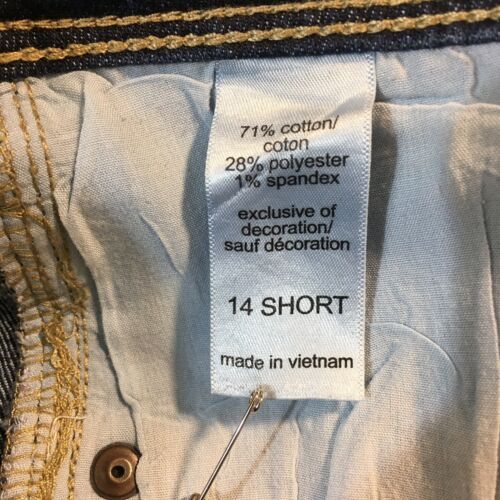 71% cotton/
coton
28% polyester
1% spandex
exclusive of
decoration/
sauf décoration
14 SHORT
made in vietnam